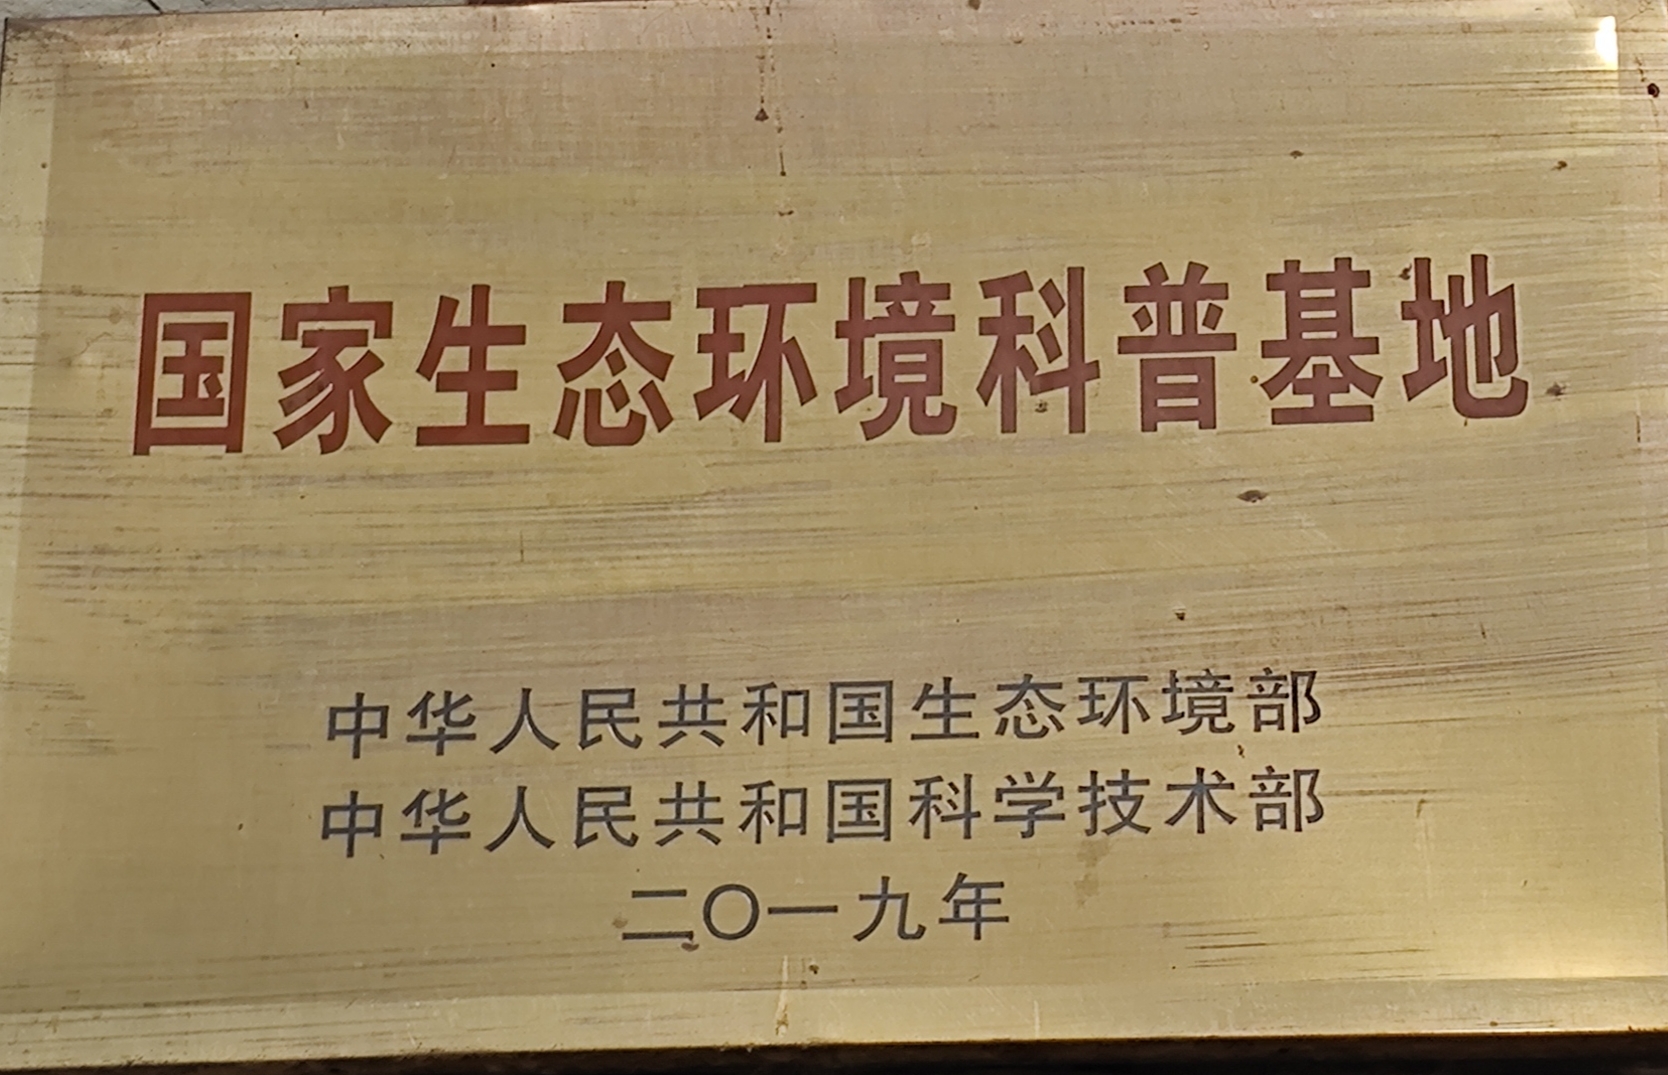 国家生态环境科普基地
中华人民共和国生态环境部
中华人民共和国科学技术部
二〇一九年